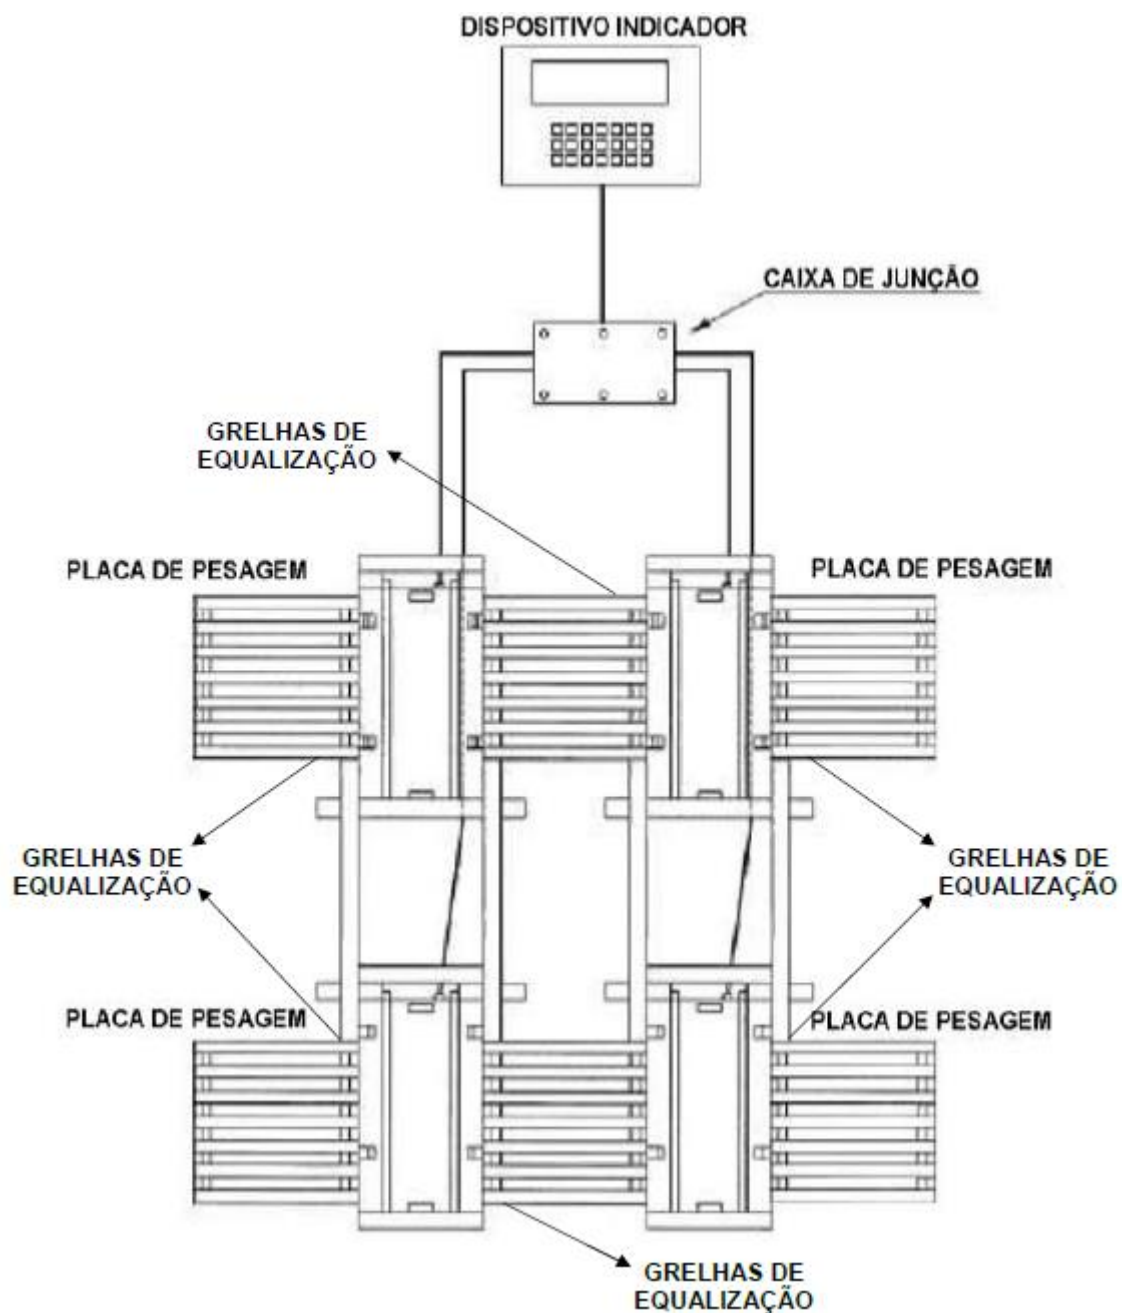 DISPOSITIVO INDICADOR
CAIXA DE JUNÇÃO
GRELHAS DE
EQUALIZAÇÃO
PLACA DE PESAGEM
PLACA DE PESAGEM
GRELHAS DE
EQUALIZAÇÃO
GRELHAS DE
EQUALIZAÇÃO
PLACA DE PESAGEM
PLACA DE PESAGEM
GRELHAS DE
EQUALIZAÇÃO